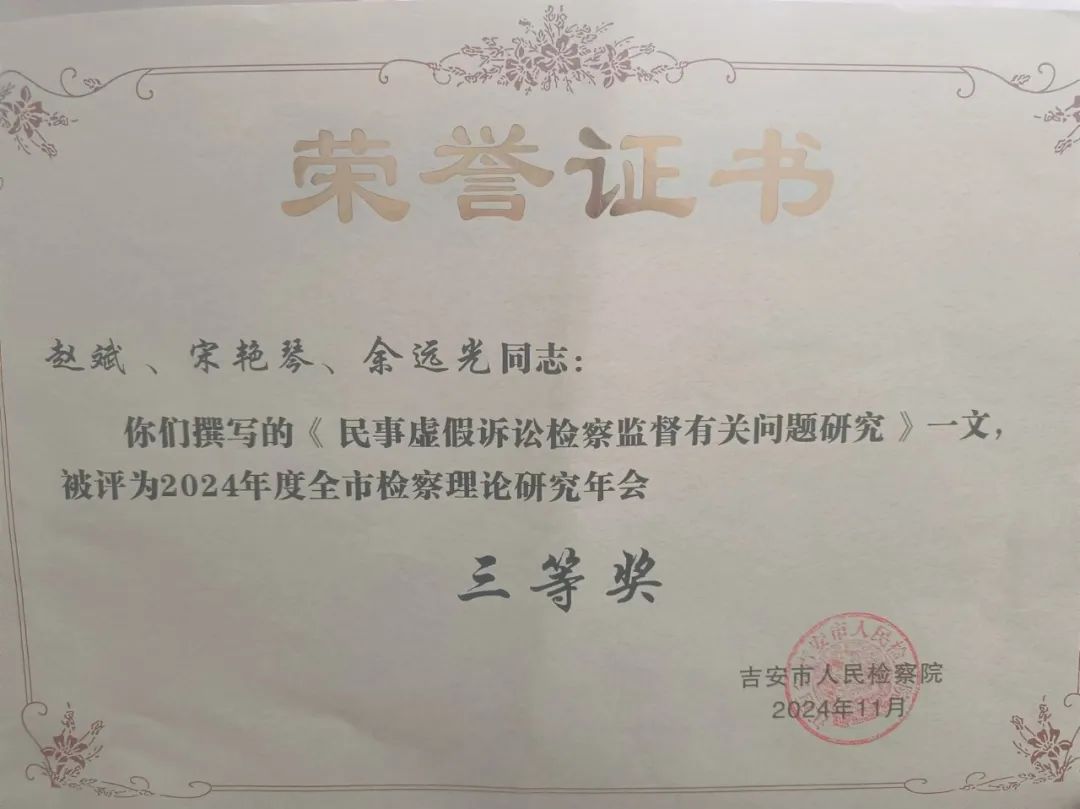 荣誉证书
赵斌、宋艳琴、余远光同志：
你们撰写的《民事虚假诉讼检察监督有关问题研究》一文，
被评为2024年度全市检察理论研究年会
三等奖
吉安市人民检察院
2024年11月